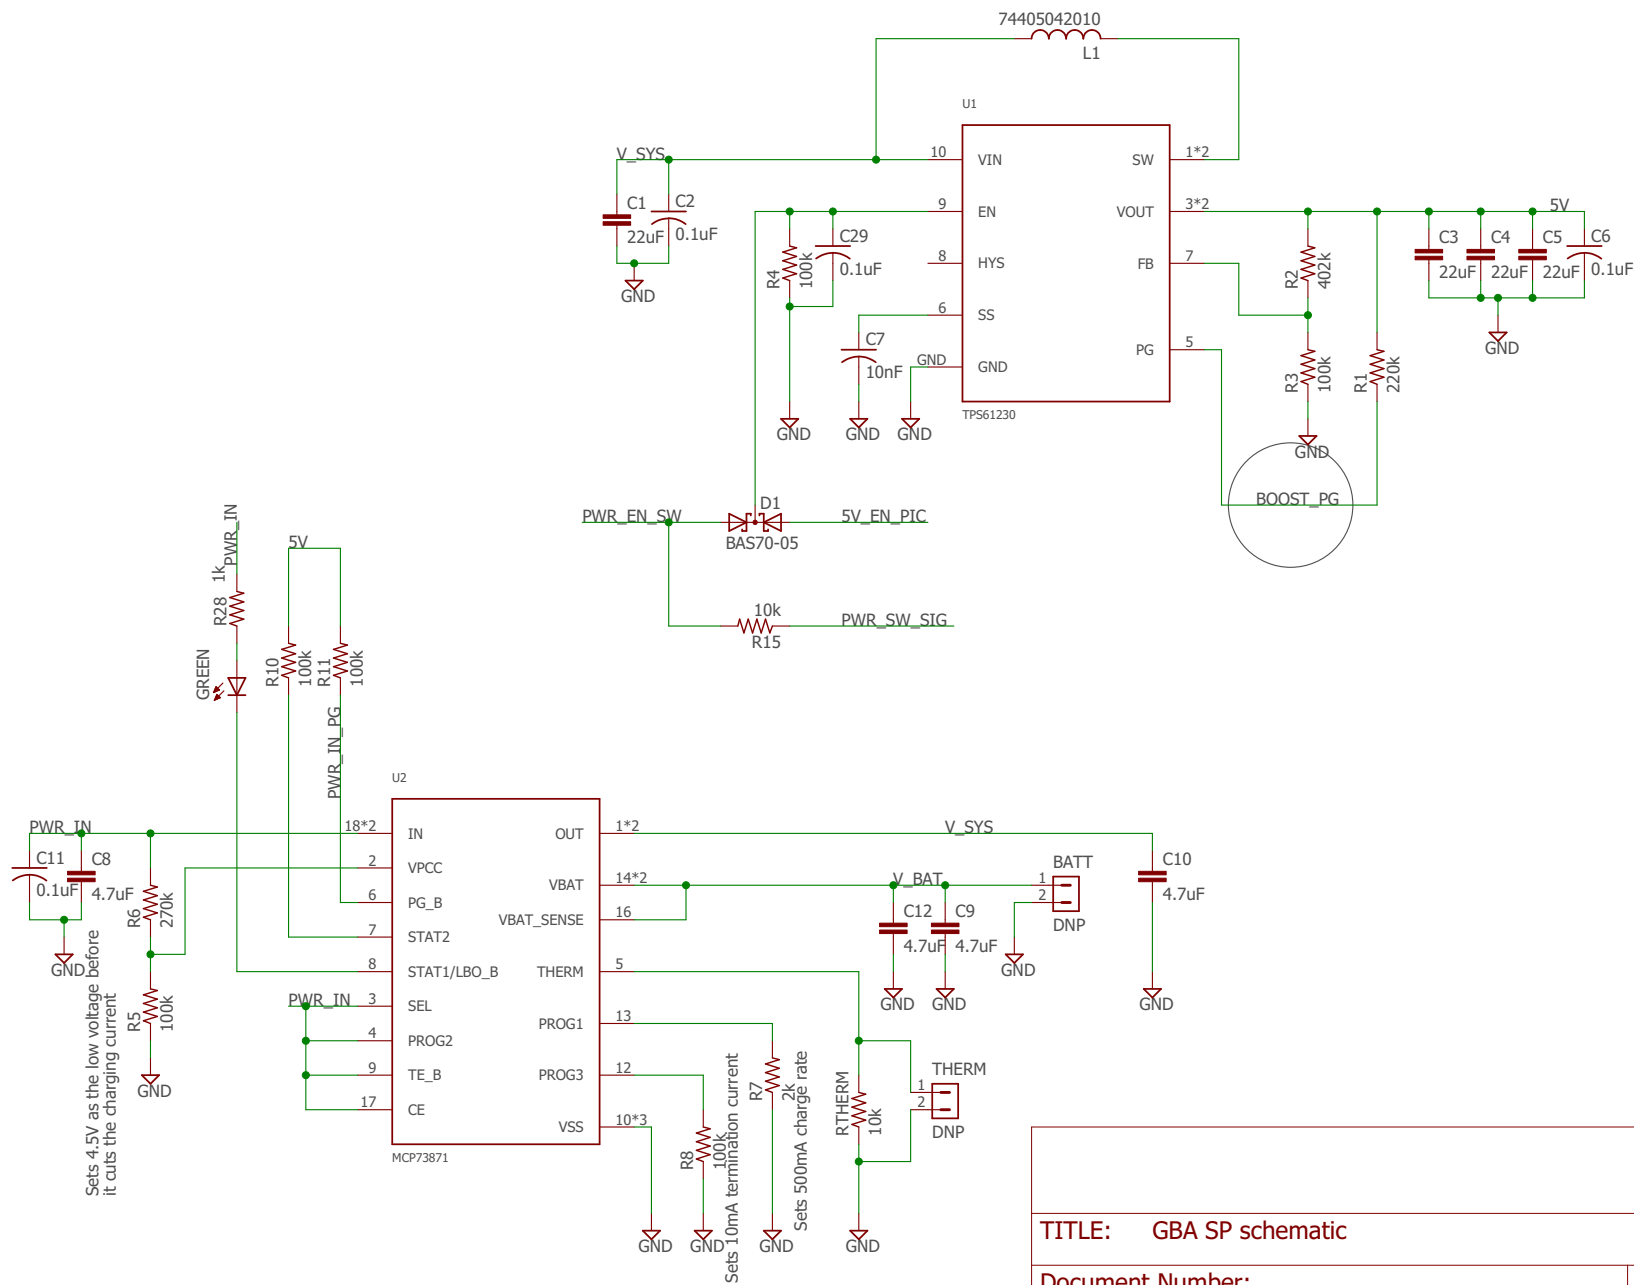 74405042010
L1
U1
V_SYS
10
VIN
SW
1*2
C1
22uF
C2
0.1uF
9
EN
VOUT
3*2
5V
R4
100k
C29
0.1uF
8
HYS
FB
7
R2
402k
C3
22uF
C4
22uF
C5
22uF
C6
0.1uF
GND
6
SS
C7
10nF
PG
5
GND
GND
GND
R3
100k
R1
220k
GND
TPS61230
GND
GND
GND
GND
BOOST_PG
PWR_EN_SW
D1
5V_EN_PIC
BAS70-05
10k
PWR_SW_SIG
R15
PWR_IN
5V
1k
R28
GREEN
R10
100k
R11
100k
PWR_IN_PG
U2
PWR_IN
18*2
IN
OUT
1*2
V_SYS
C11
0.1uF
C8
4.7uF
2
VPCC
VBAT
14*2
V_BAT
BATT
1
2
DNP
C10
4.7uF
R6
270k
6
PG_B
VBAT_SENSE
16
C12
4.7uF
C9
4.7uF
7
STAT2
GND
GND
8
STAT1/LBO_B
THERM
5
GND
GND
GND
PWR_IN
3
SEL
R5
100k
4
PROG2
PROG1
13
9
TE_B
PROG3
12
R7
2k
RTHERM
10k
THERM
1
2
DNP
GND
17
CE
VSS
10*3
R8
100k
MCP73871
Sets 4.5V as the low voltage before
it cuts the charging current
Sets 10mA termination current
Sets 500mA charge rate
GND
GND
GND
GND
TITLE: GBA SP schematic
Document Number: